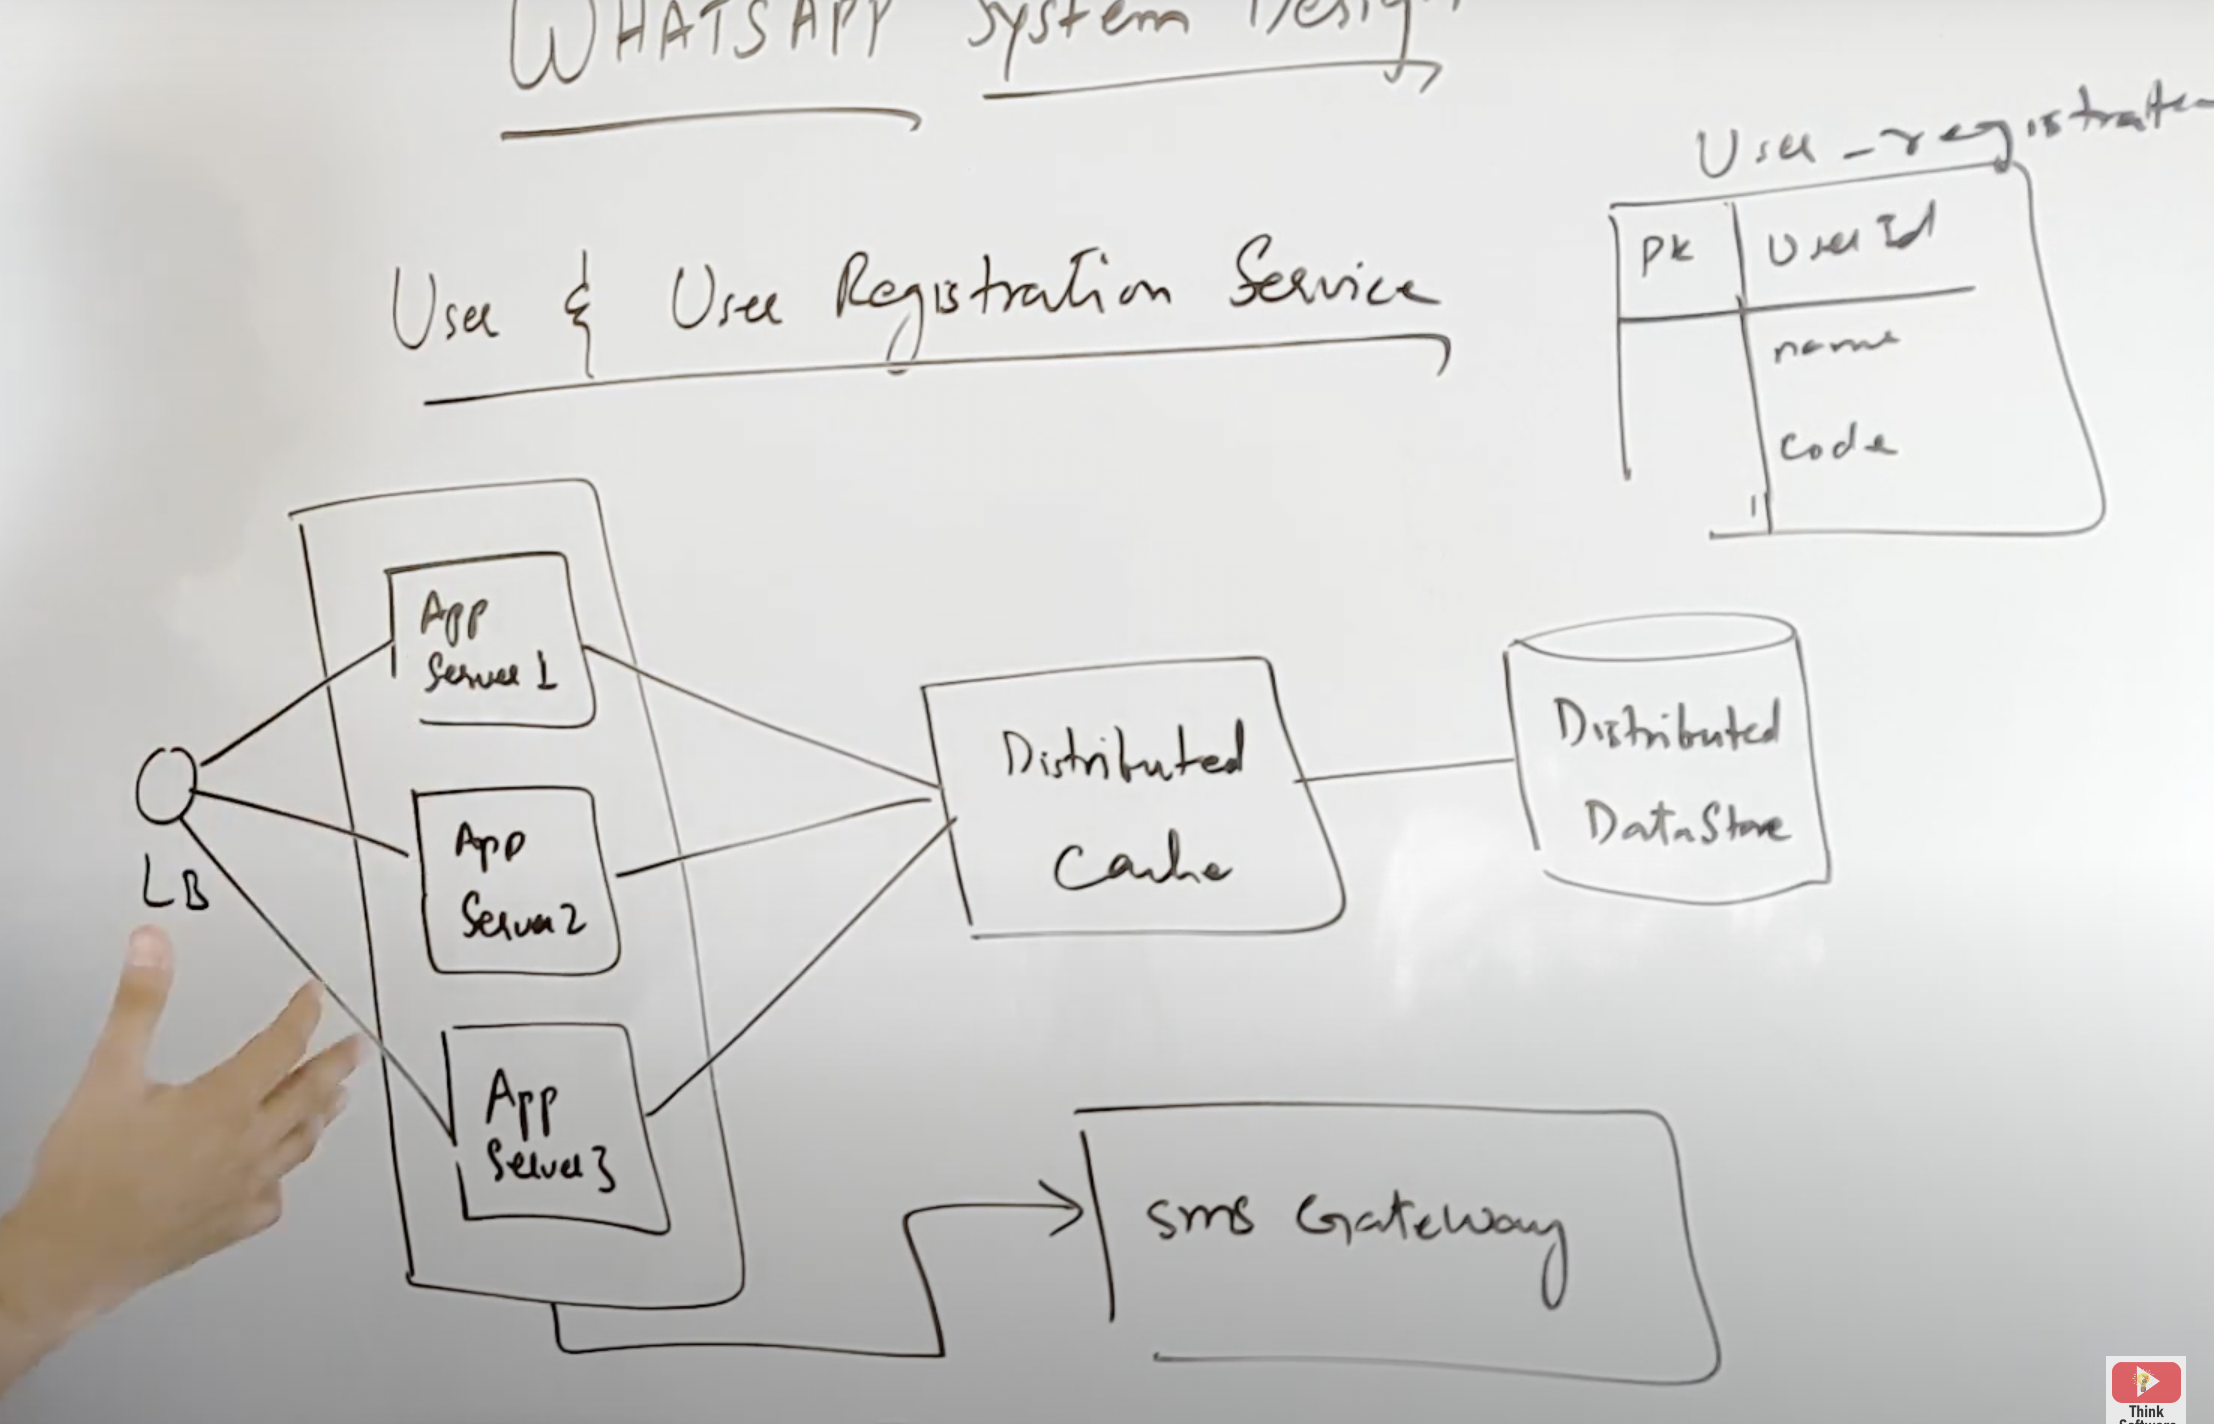 WHATSAPP System Design
User & User Registration Service
User_registration
PK User Id
name
code
App
Server 1
App
Server 2
App
Server 3
LB
Distributed
Cache
Distributed
DataStore
SMS Gateway
Think
Software